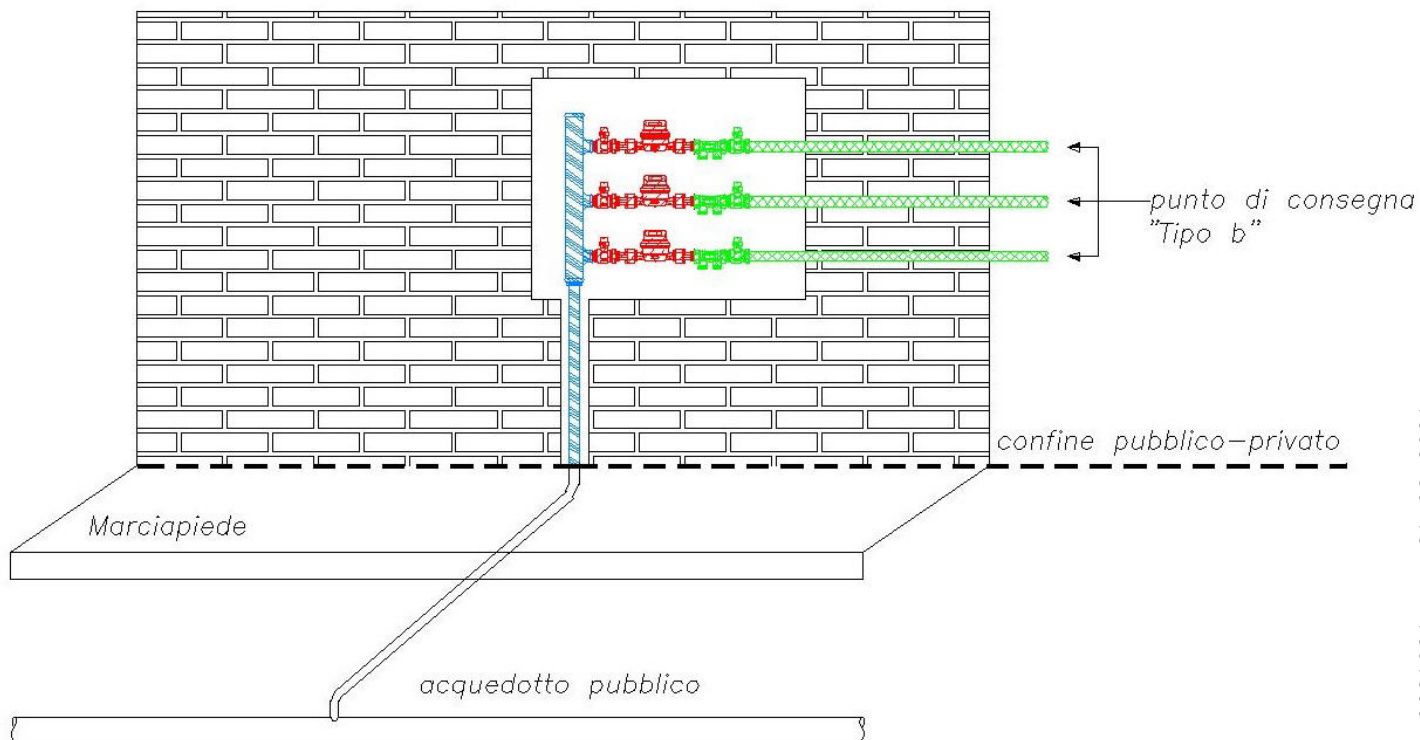 punto di consegna
"Tipo b"
confine pubblico-privato
Marciapiede
acquedotto pubblico